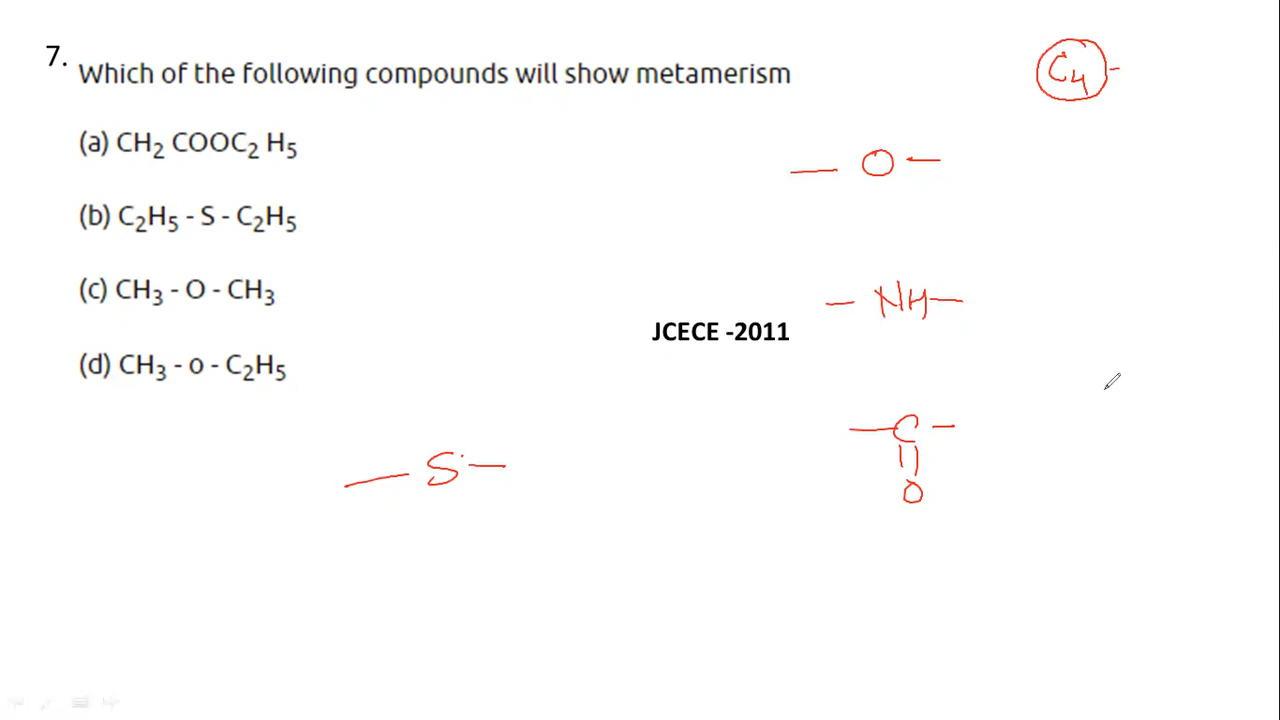 7.
Which of the following compounds will show metamerism
C₄ -
(a) CH₂ COOC₂ H₅
— O —
(b) C₂H₅ - S - C₂H₅
(c) CH₃ - O - CH₃
— NH —
JCECE -2011
(d) CH₃ - o - C₂H₅
— C —
||
O
— S —